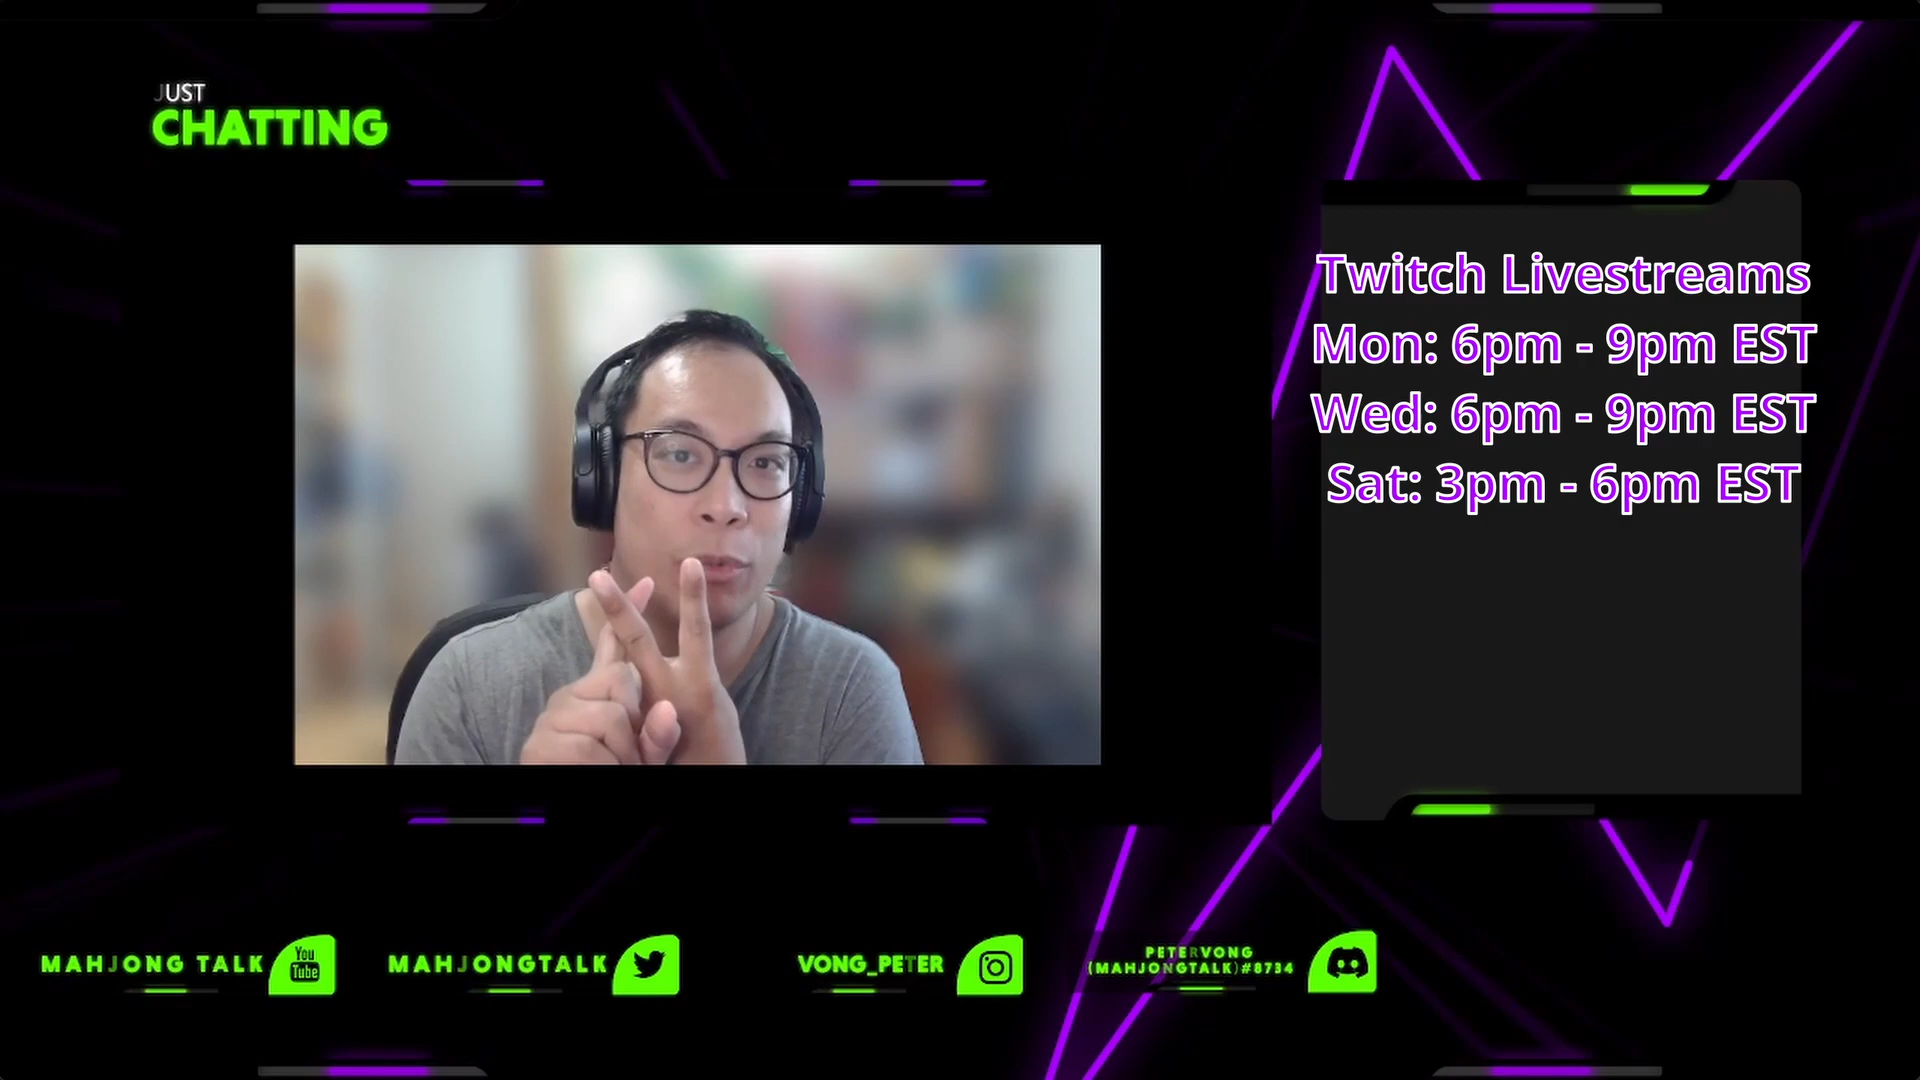 JUST
CHATTING
Twitch Livestreams
Mon: 6pm - 9pm EST
Wed: 6pm - 9pm EST
Sat: 3pm - 6pm EST
MAHJONG TALK
You
Tube
MAHJONGTALK
VONG_PETER
PETERVONG
(MAHJONGTALK)#8734